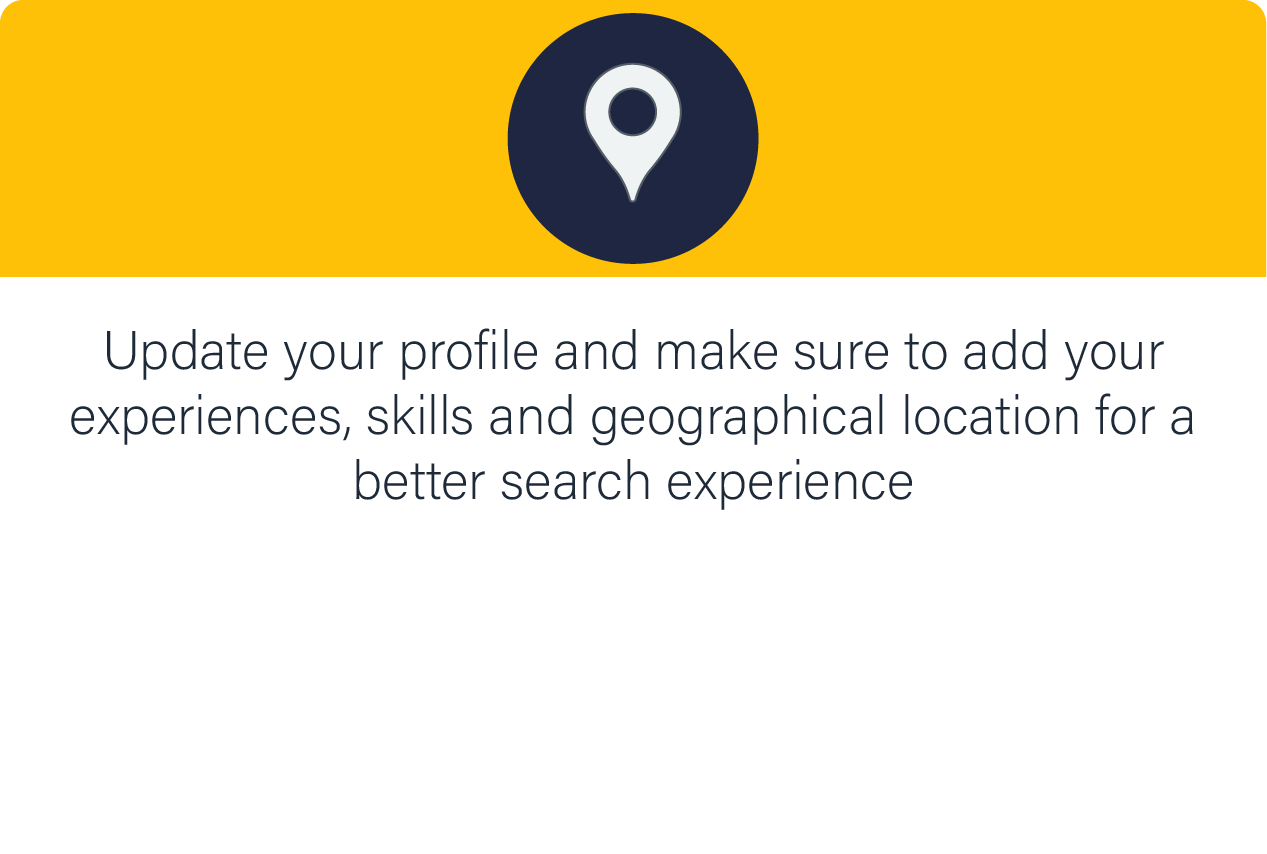 Update your profile and make sure to add your
experiences, skills and geographical location for a
better search experience